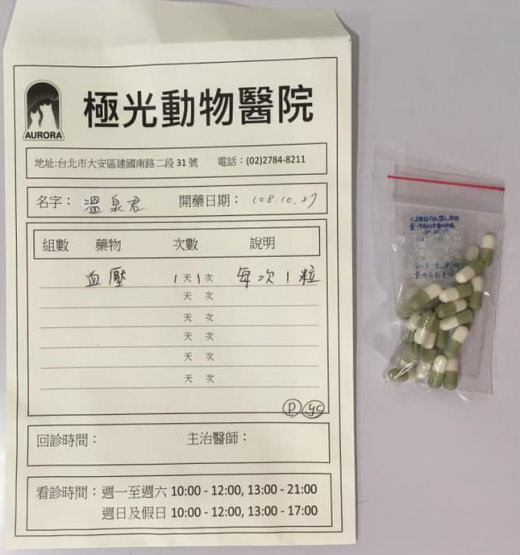 AURORA
極光動物醫院
地址:台北市大安區建國南路二段31號 電話：(02)2784-8211
名字： 溫泉君 開藥日期： 108.10.27
組數 藥物 次數 說明
血壓 1天1次 每次1粒
天 次
天 次
天 次
天 次
天 次
P yc
回診時間： 主治醫師：
看診時間：週一至週六 10:00 - 12:00, 13:00 - 21:00
週日及假日 10:00 - 12:00, 13:00 - 17:00